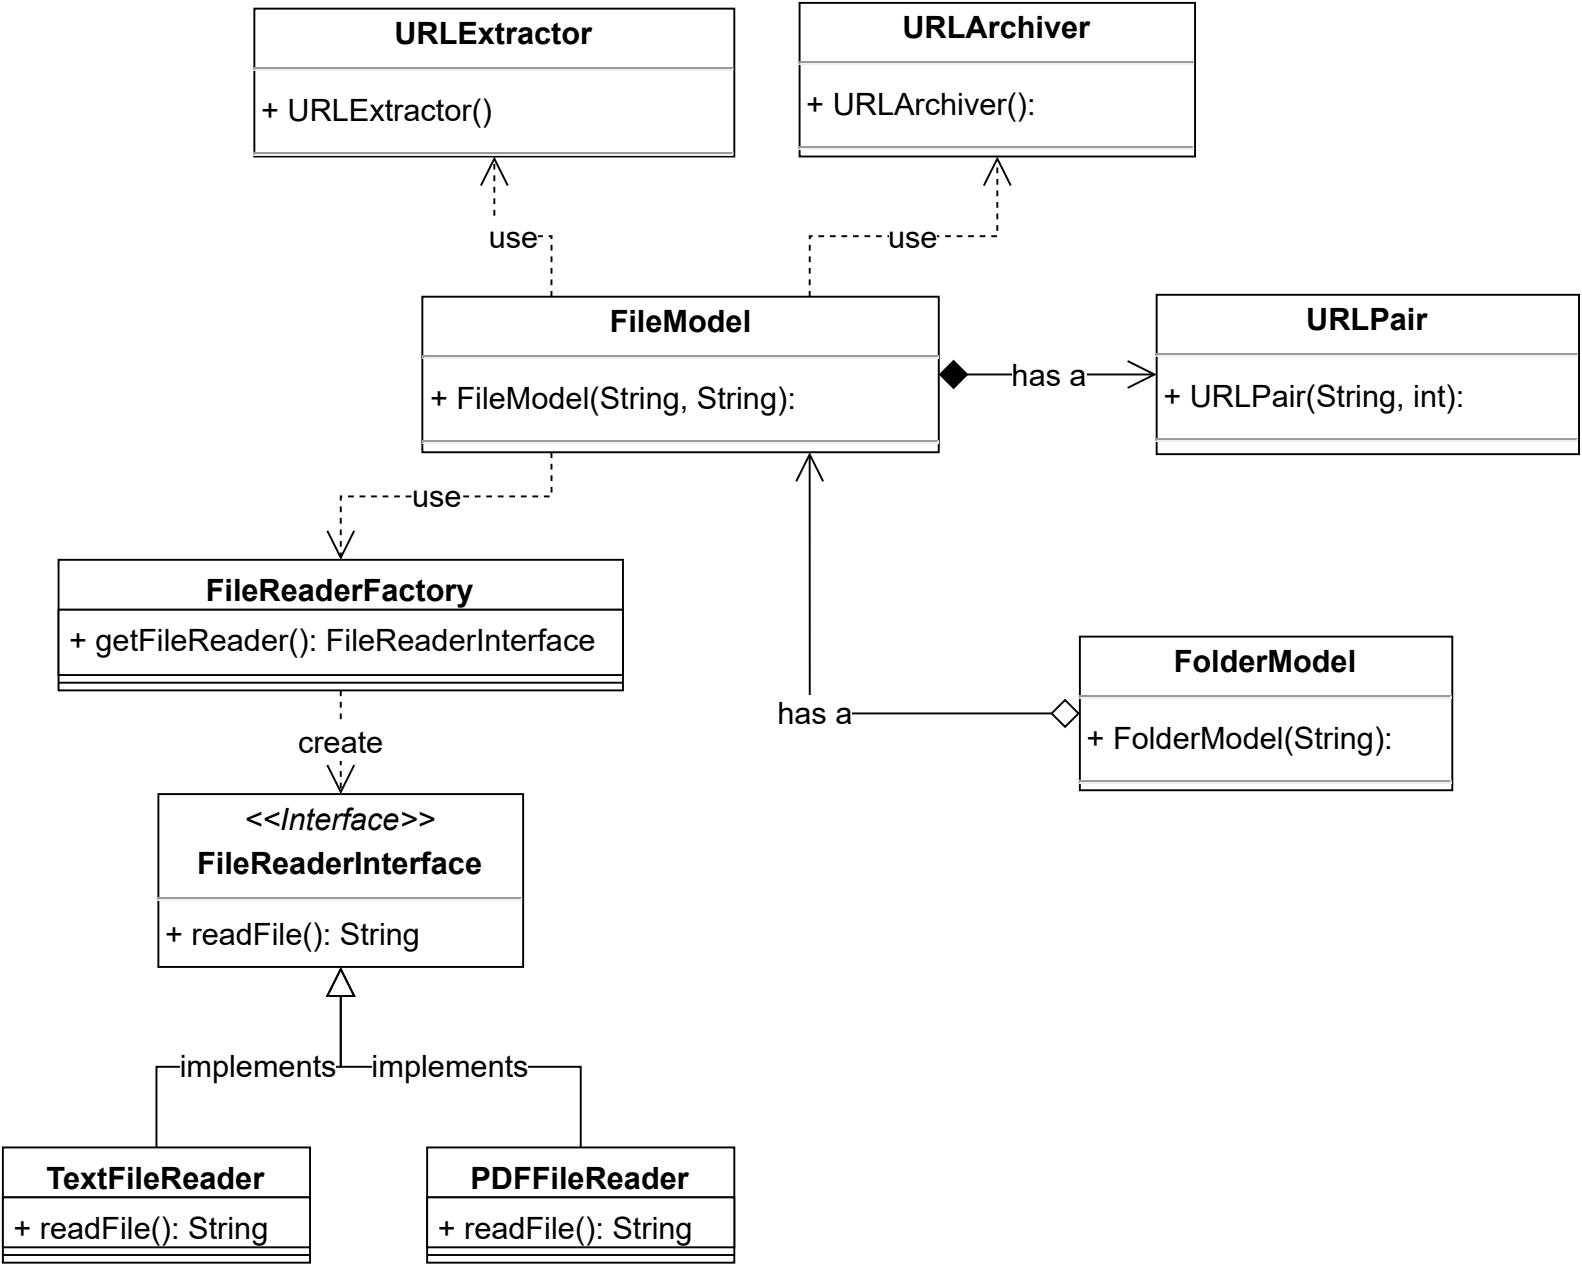 URLExtractor
+ URLExtractor()
URLArchiver
+ URLArchiver():
use
use
FileModel
+ FileModel(String, String):
has a
URLPair
+ URLPair(String, int):
use
FileReaderFactory
+ getFileReader(): FileReaderInterface
FolderModel
+ FolderModel(String):
has a
create
<<Interface>>
FileReaderInterface
+ readFile(): String
implements
implements
TextFileReader
+ readFile(): String
PDFFileReader
+ readFile(): String